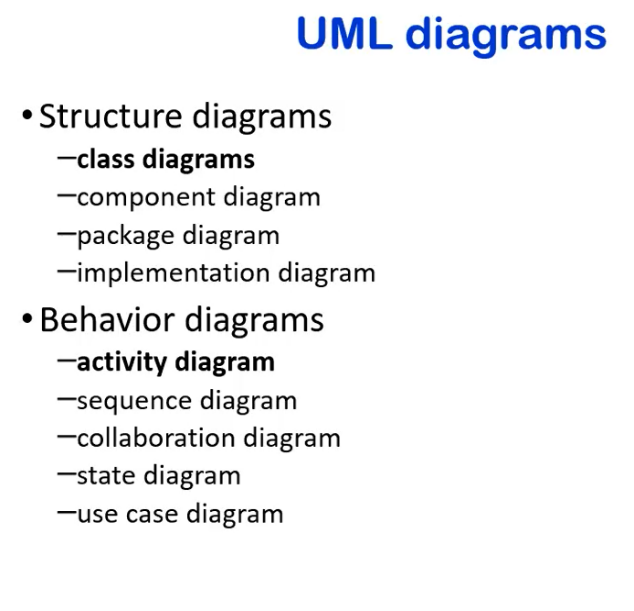 UML diagrams
• Structure diagrams
–class diagrams
–component diagram
–package diagram
–implementation diagram
• Behavior diagrams
–activity diagram
–sequence diagram
–collaboration diagram
–state diagram
–use case diagram